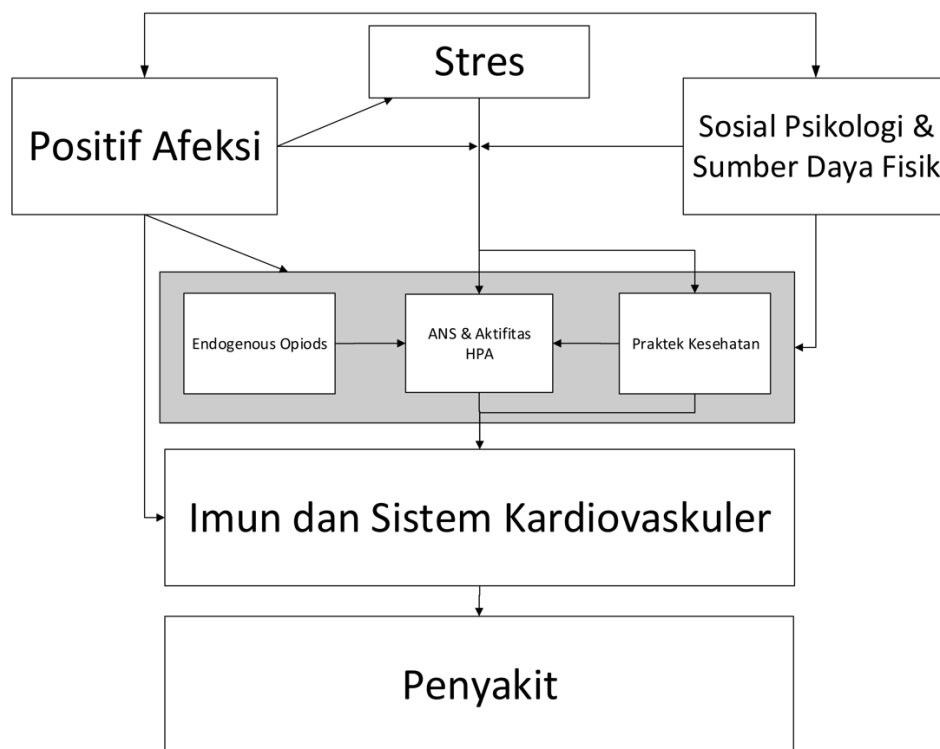 Stres
Positif Afeksi
Sosial Psikologi &
Sumber Daya Fisik
Endogenous Opiods
ANS & Aktifitas
HPA
Praktek Kesehatan
Imun dan Sistem Kardiovaskuler
Penyakit